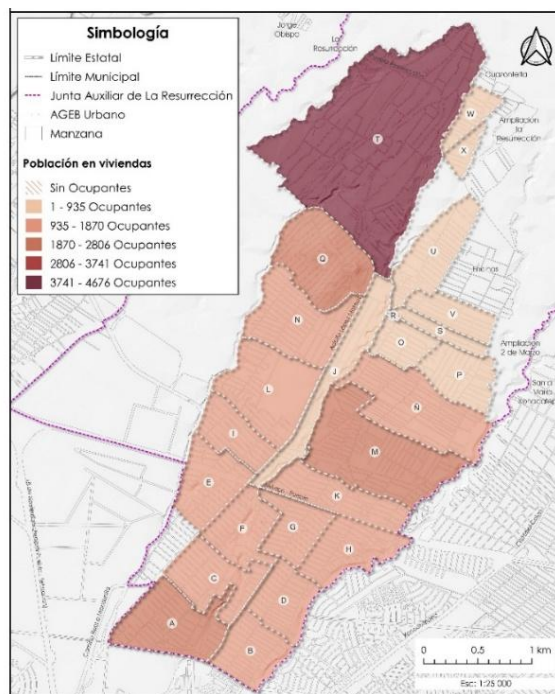 Simbología
Límite Estatal
Límite Municipal
Junta Auxiliar de La Resurrección
AGEB Urbano
Manzana
Población en viviendas
Sin Ocupantes
1 - 935 Ocupantes
935 - 1870 Ocupantes
1870 - 2806 Ocupantes
2806 - 3741 Ocupantes
3741 - 4676 Ocupantes
Jorge
Obispo
La
Resurrección
W
Ampliación
la
Resurrección
X
T
U
Q
V
N
R
S
O
Ampliación
2 de Marzo
J
P
L
Ñ
I
M
E
K
F
G
H
C
D
A
B
0 0.5 1 km
Esc: 1:25 000